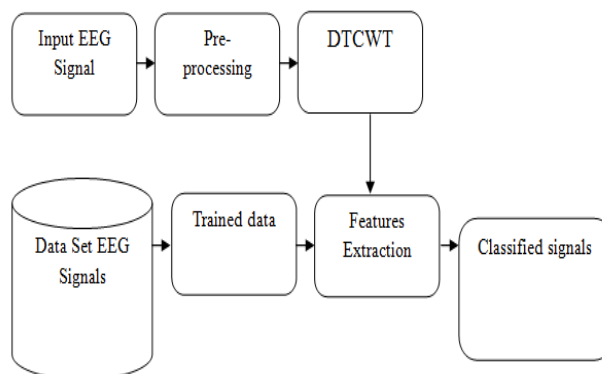 Input EEG
Signal
Pre-
processing
DTCWT
Data Set EEG
Signals
Trained data
Features
Extraction
Classified signals